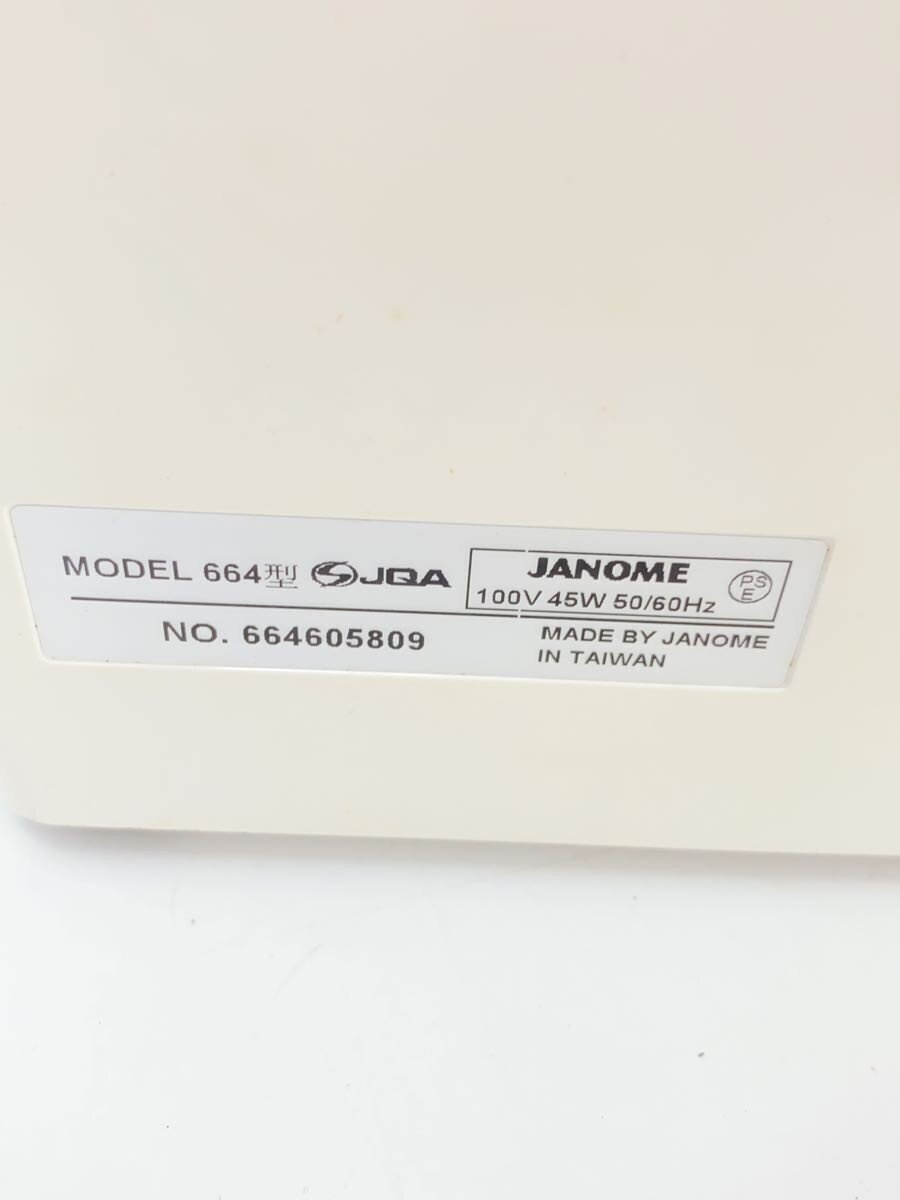 MODEL 664型 JQA
NO. 664605809
JANOME
100V 45W 50/60Hz
PS
E
MADE BY JANOME
IN TAIWAN